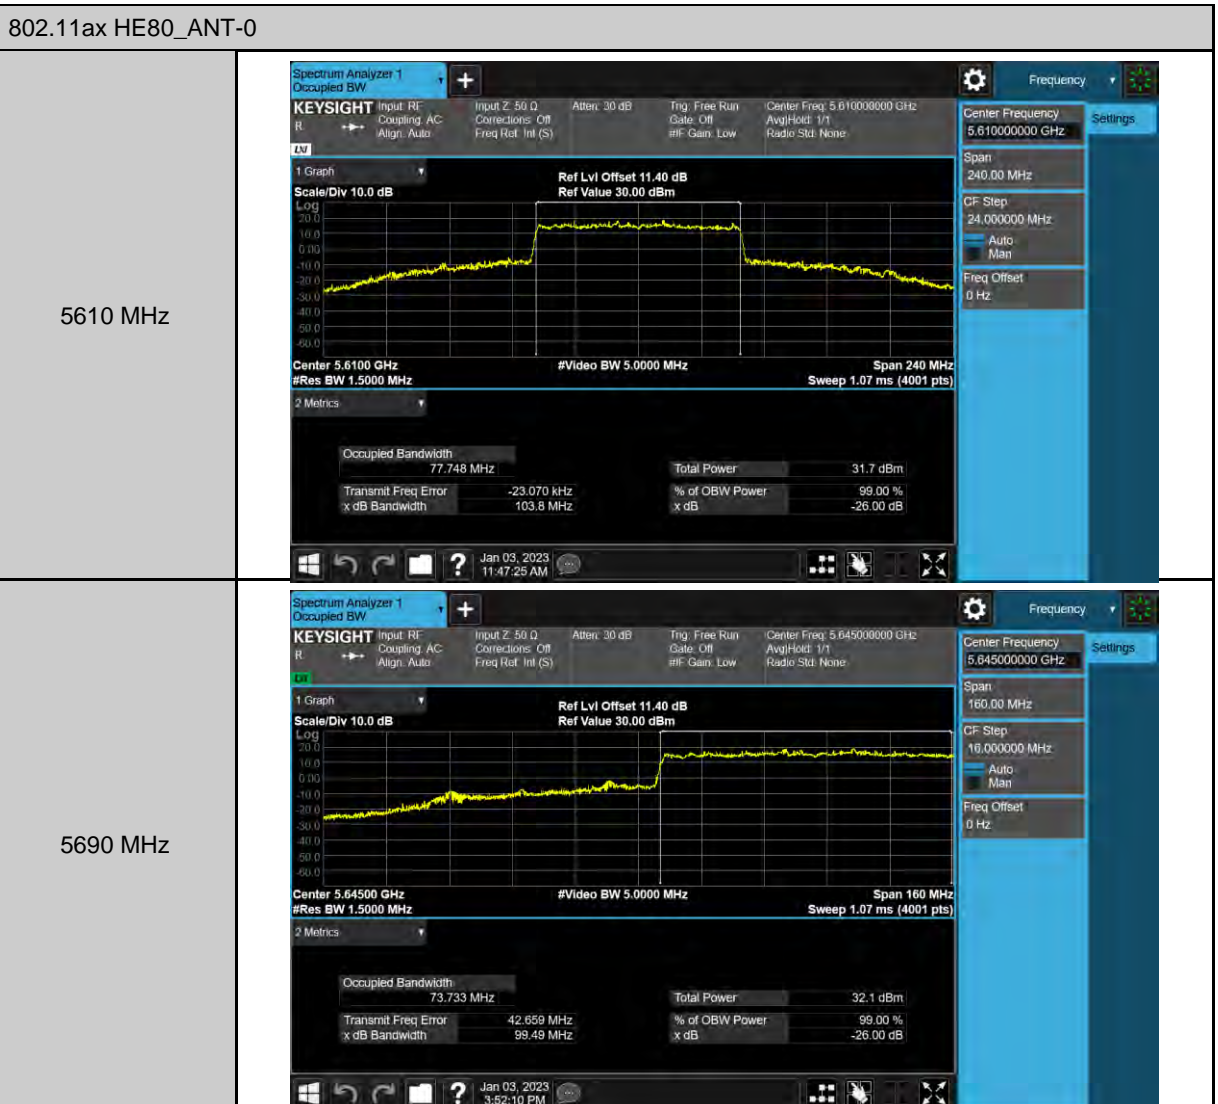 802.11ax HE80_ANT-0
5610 MHz
Spectrum Analyzer 1
Occupied BW
Frequency
KEYSIGHT Input: RF Input Z: 50 Ω Atten: 30 dB Trig: Free Run Center Freq: 5.610000000 GHz
R Coupling: AC Corrections: Off Gate: Off Avg|Hold: 1/1
Align: Auto Freq Ref: Int (S) #IF Gain: Low Radio Std: None
LXI
Center Frequency
5.610000000 GHz
Settings
Span
240.00 MHz
CF Step
24.000000 MHz
Auto
Man
Freq Offset
0 Hz
1 Graph
Scale/Div 10.0 dB
Ref Lvl Offset 11.40 dB
Ref Value 30.00 dBm
Log
20.0
10.0
0.00
-10.0
-20.0
-30.0
-40.0
-50.0
-60.0
Center 5.6100 GHz #Video BW 5.0000 MHz Span 240 MHz
#Res BW 1.5000 MHz Sweep 1.07 ms (4001 pts)
2 Metrics
Occupied Bandwidth
77.748 MHz Total Power 31.7 dBm
Transmit Freq Error -23.070 kHz % of OBW Power 99.00 %
x dB Bandwidth 103.8 MHz x dB -26.00 dB
? Jan 03, 2023
11:47:25 AM
5690 MHz
Spectrum Analyzer 1
Occupied BW
Frequency
KEYSIGHT Input: RF Input Z: 50 Ω Atten: 30 dB Trig: Free Run Center Freq: 5.645000000 GHz
R Coupling: AC Corrections: Off Gate: Off Avg|Hold: 1/1
Align: Auto Freq Ref: Int (S) #IF Gain: Low Radio Std: None
LXI
Center Frequency
5.645000000 GHz
Settings
Span
160.00 MHz
CF Step
16.000000 MHz
Auto
Man
Freq Offset
0 Hz
1 Graph
Scale/Div 10.0 dB
Ref Lvl Offset 11.40 dB
Ref Value 30.00 dBm
Log
20.0
10.0
0.00
-10.0
-20.0
-30.0
-40.0
-50.0
-60.0
Center 5.64500 GHz #Video BW 5.0000 MHz Span 160 MHz
#Res BW 1.5000 MHz Sweep 1.07 ms (4001 pts)
2 Metrics
Occupied Bandwidth
73.733 MHz Total Power 32.1 dBm
Transmit Freq Error 42.659 MHz % of OBW Power 99.00 %
x dB Bandwidth 99.49 MHz x dB -26.00 dB
? Jan 03, 2023
3:52:10 PM